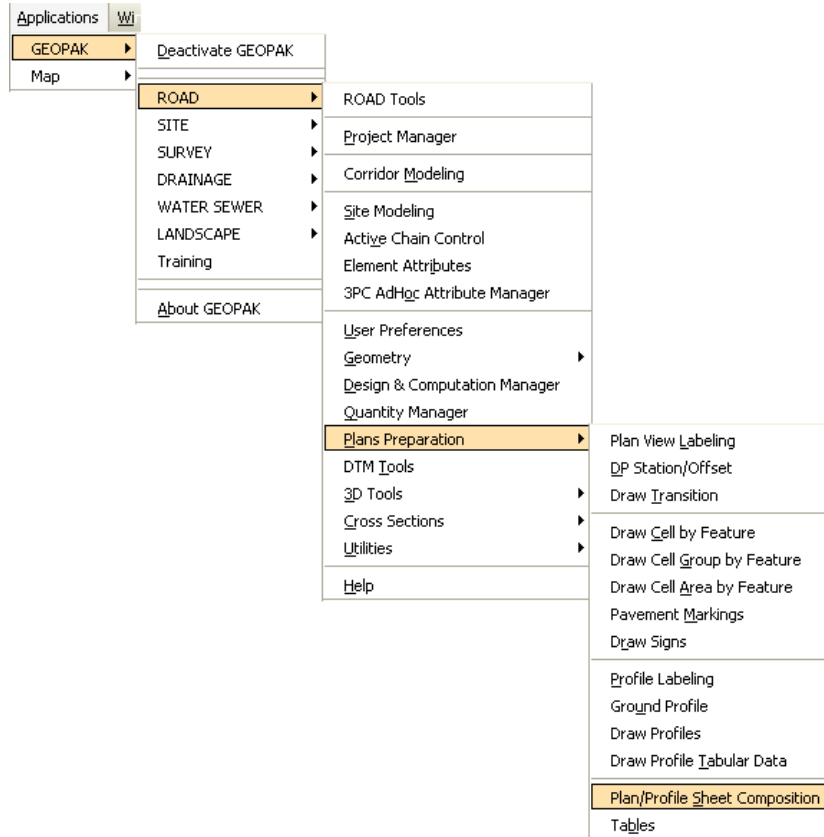 Applications Wi
GEOPAK
Map
Deactivate GEOPAK
ROAD
SITE
SURVEY
DRAINAGE
WATER SEWER
LANDSCAPE
Training
About GEOPAK
ROAD Tools
Project Manager
Corridor Modeling
Site Modeling
Active Chain Control
Element Attributes
3PC AdHoc Attribute Manager
User Preferences
Geometry
Design & Computation Manager
Quantity Manager
Plans Preparation
DTM Tools
3D Tools
Cross Sections
Utilities
Help
Plan View Labeling
DP Station/Offset
Draw Transition
Draw Cell by Feature
Draw Cell Group by Feature
Draw Cell Area by Feature
Pavement Markings
Draw Signs
Profile Labeling
Ground Profile
Draw Profiles
Draw Profile Tabular Data
Plan/Profile Sheet Composition
Tables